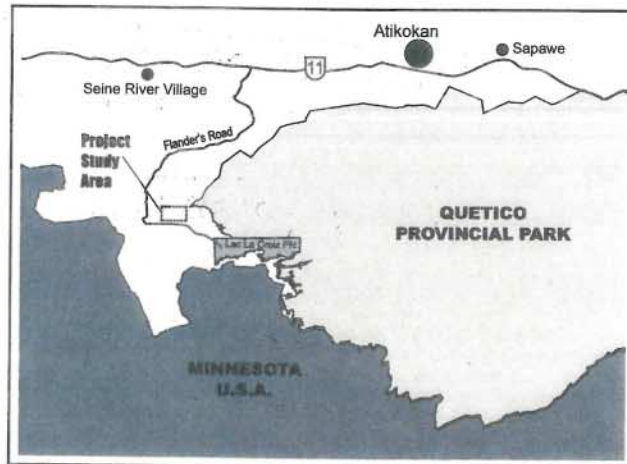 Atikokan
Sapawe
11
Seine River Village
Flander's Road
Project
Study
Area
QUETICO
PROVINCIAL PARK
Lac La Croix FN
MINNESOTA
U.S.A.